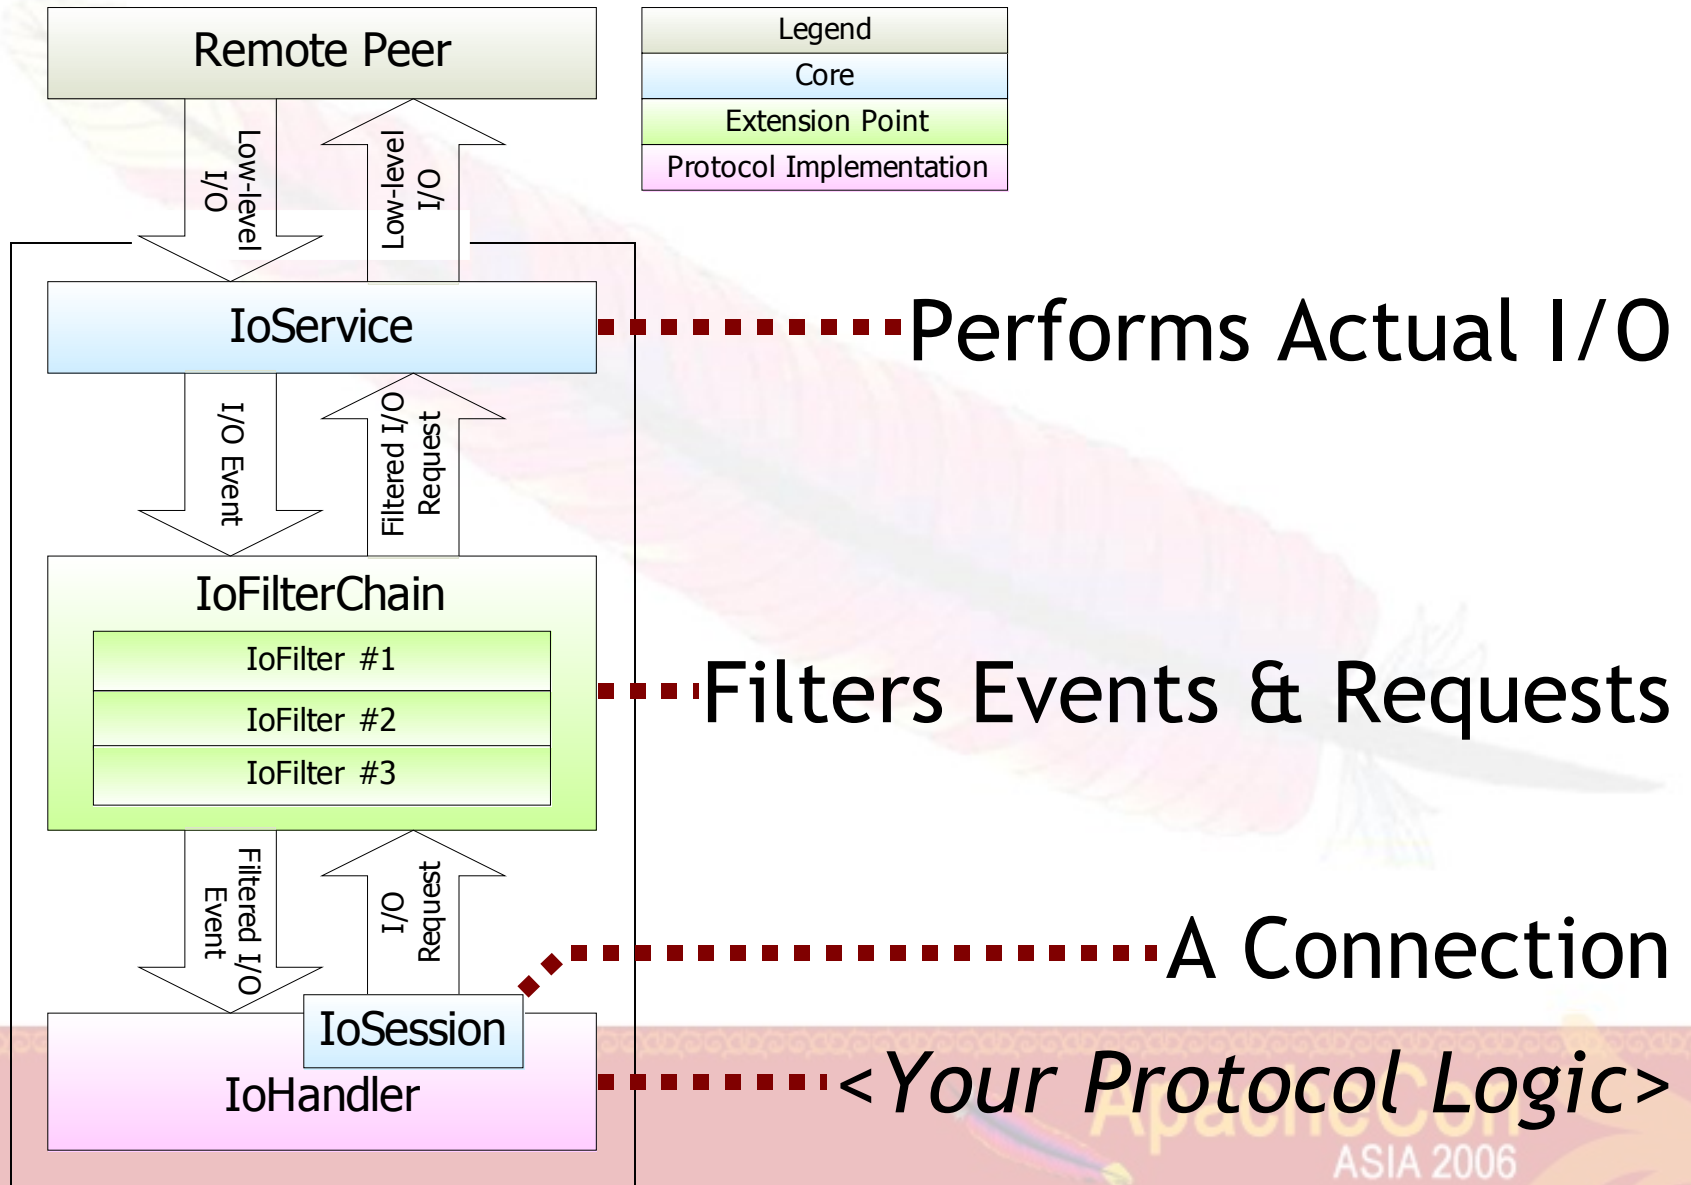 Remote Peer
Legend
Core
Extension Point
Protocol Implementation
Low-level
I/O
Low-level
I/O
IoService
Performs Actual I/O
I/O Event
Filtered I/O
Request
IoFilterChain
IoFilter #1
IoFilter #2
IoFilter #3
Filters Events & Requests
Filtered I/O
Event
I/O
Request
A Connection
IoSession
IoHandler
<Your Protocol Logic>
ApacheCon
ASIA 2006